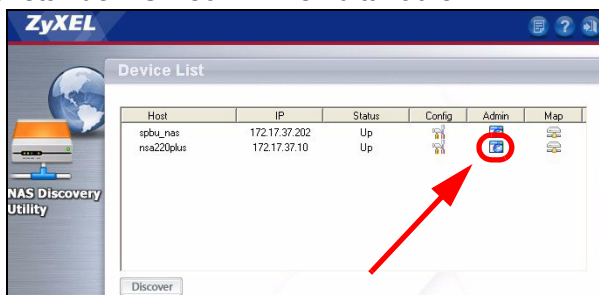 ZyXEL
Device List
Host IP Status Config Admin Map
spbu_nas 172.17.37.202 Up
nsa220plus 172.17.37.10 Up
NAS Discovery
Utility
Discover